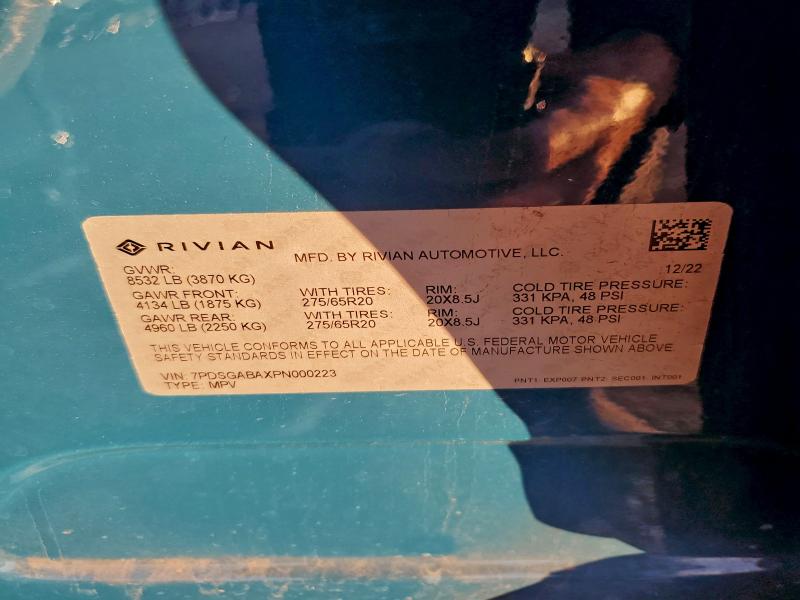 RIVIAN MFD. BY RIVIAN AUTOMOTIVE, LLC.
12/22
GVWR:
8532 LB (3870 KG)
GAWR FRONT: WITH TIRES: RIM: COLD TIRE PRESSURE:
4134 LB (1875 KG) 275/65R20 20X8.5J 331 KPA, 48 PSI
GAWR REAR: WITH TIRES: RIM: COLD TIRE PRESSURE:
4960 LB (2250 KG) 275/65R20 20X8.5J 331 KPA, 48 PSI
THIS VEHICLE CONFORMS TO ALL APPLICABLE U.S. FEDERAL MOTOR VEHICLE
SAFETY STANDARDS IN EFFECT ON THE DATE OF MANUFACTURE SHOWN ABOVE
VIN: 7PDSGABAXPN000223
TYPE: MPV PNT1: EXP007 PNT2: SEC001 INT001